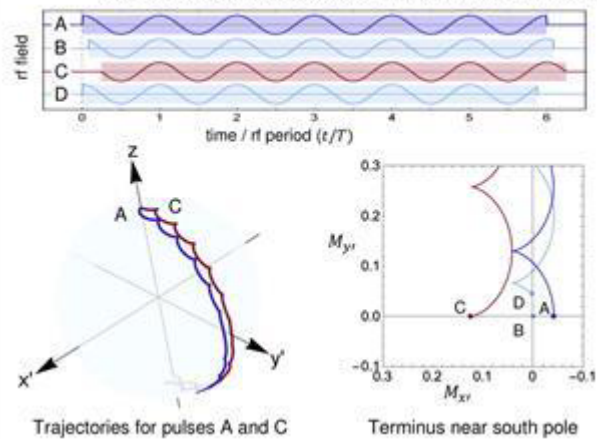 A
B
C
D
rf field
0 1 2 3 4 5 6
time / rf period (t/T)
z
A C
x'
y'
Trajectories for pulses A and C
0.3
0.2
0.1
0.0
-0.1
My'
C
D
B
A
0.3 0.2 0.1 0 -0.1
Mx'
Terminus near south pole